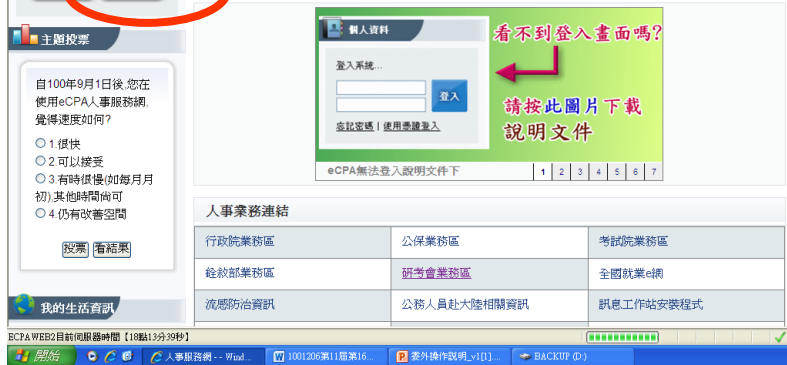 主題投票
自100年9月1日後,您在
使用eCPA人事服務網,
覺得速度如何?
1.很快
2.可以接受
3.有時很慢(如每月月
初),其他時間尚可
4.仍有改善空間
投票 看結果
我的生活資訊
個人資料
登入系統...
登入
忘記密碼 | 使用憑證登入
看不到登入畫面嗎?
請按此圖片下載
說明文件
eCPA無法登入說明文件下
1 2 3 4 5 6 7
人事業務連結
行政院業務區 公保業務區 考試院業務區
銓敘部業務區 研考會業務區 全國就業e網
流感防治資訊 公務人員赴大陸相關資訊 訊息工作站安裝程式
ECPAWEB2目前伺服器時間【18點13分39秒】
開始 人事服務網 -- Wind... 1001206第11屆第16... 委外操作說明_v1[1].... BACKUP (D:)